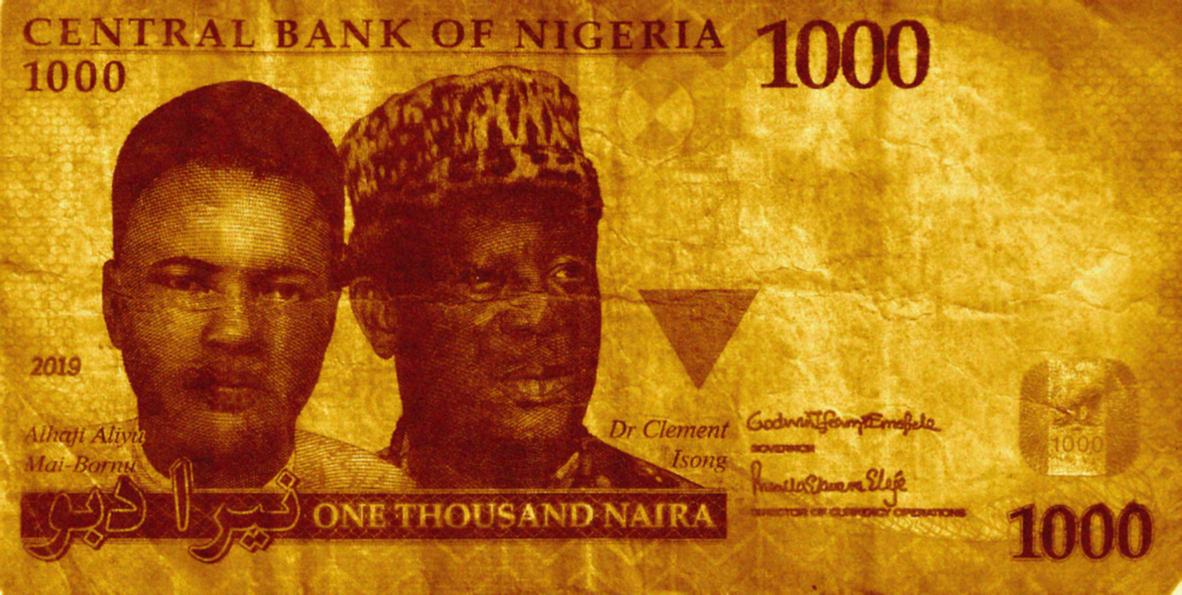 CENTRAL BANK OF NIGERIA
1000
1000
2019
Alhaji Aliyu
Mai-Bornu
Dr Clement
Isong
GOVERNOR
DIRECTOR OF CURRENCY OPERATIONS
1000
نيرا دبو
ONE THOUSAND NAIRA
1000